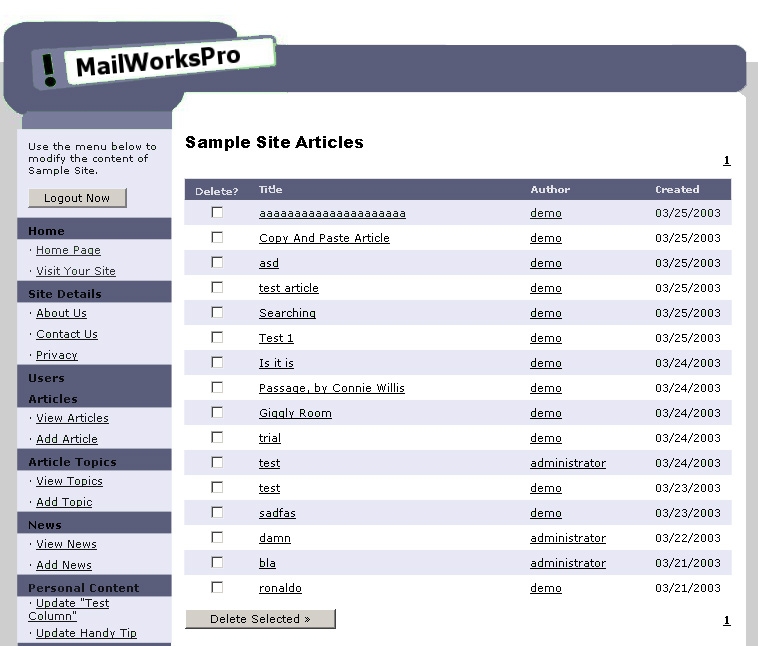 ! MailWorksPro
Use the menu below to
modify the content of
Sample Site.
Logout Now
Home
· Home Page
· Visit Your Site
Site Details
· About Us
· Contact Us
· Privacy
Users
Articles
· View Articles
· Add Article
Article Topics
· View Topics
· Add Topic
News
· View News
· Add News
Personal Content
· Update "Test
Column"
· Update Handy Tip
Sample Site Articles
1
Delete? Title Author Created
aaaaaaaaaaaaaaaaaaaaa demo 03/25/2003
Copy And Paste Article demo 03/25/2003
asd demo 03/25/2003
test article demo 03/25/2003
Searching demo 03/25/2003
Test 1 demo 03/25/2003
Is it is demo 03/24/2003
Passage, by Connie Willis demo 03/24/2003
Giggly Room demo 03/24/2003
trial demo 03/24/2003
test administrator 03/24/2003
test demo 03/23/2003
sadfas demo 03/23/2003
damn administrator 03/22/2003
bla administrator 03/21/2003
ronaldo demo 03/21/2003
Delete Selected »
1